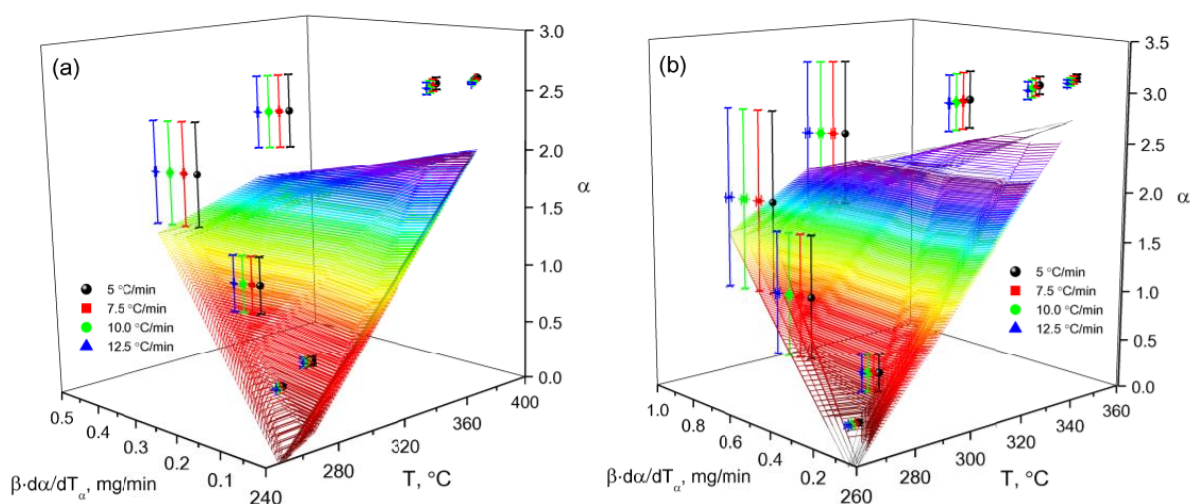 (a)
3.0
2.5
2.0
α
1.5
1.0
0.5
0.0
5 °C/min
7.5 °C/min
10.0 °C/min
12.5 °C/min
0.5
0.4
0.3
0.2
0.1
240
280
320
360
400
β·dα/dTα, mg/min
T, °C
(b)
3.5
3.0
2.5
2.0
α
1.5
1.0
0.5
0.0
5 °C/min
7.5 °C/min
10.0 °C/min
12.5 °C/min
1.0
0.8
0.6
0.4
0.2
260
280
300
320
340
360
β·dα/dTα, mg/min
T, °C